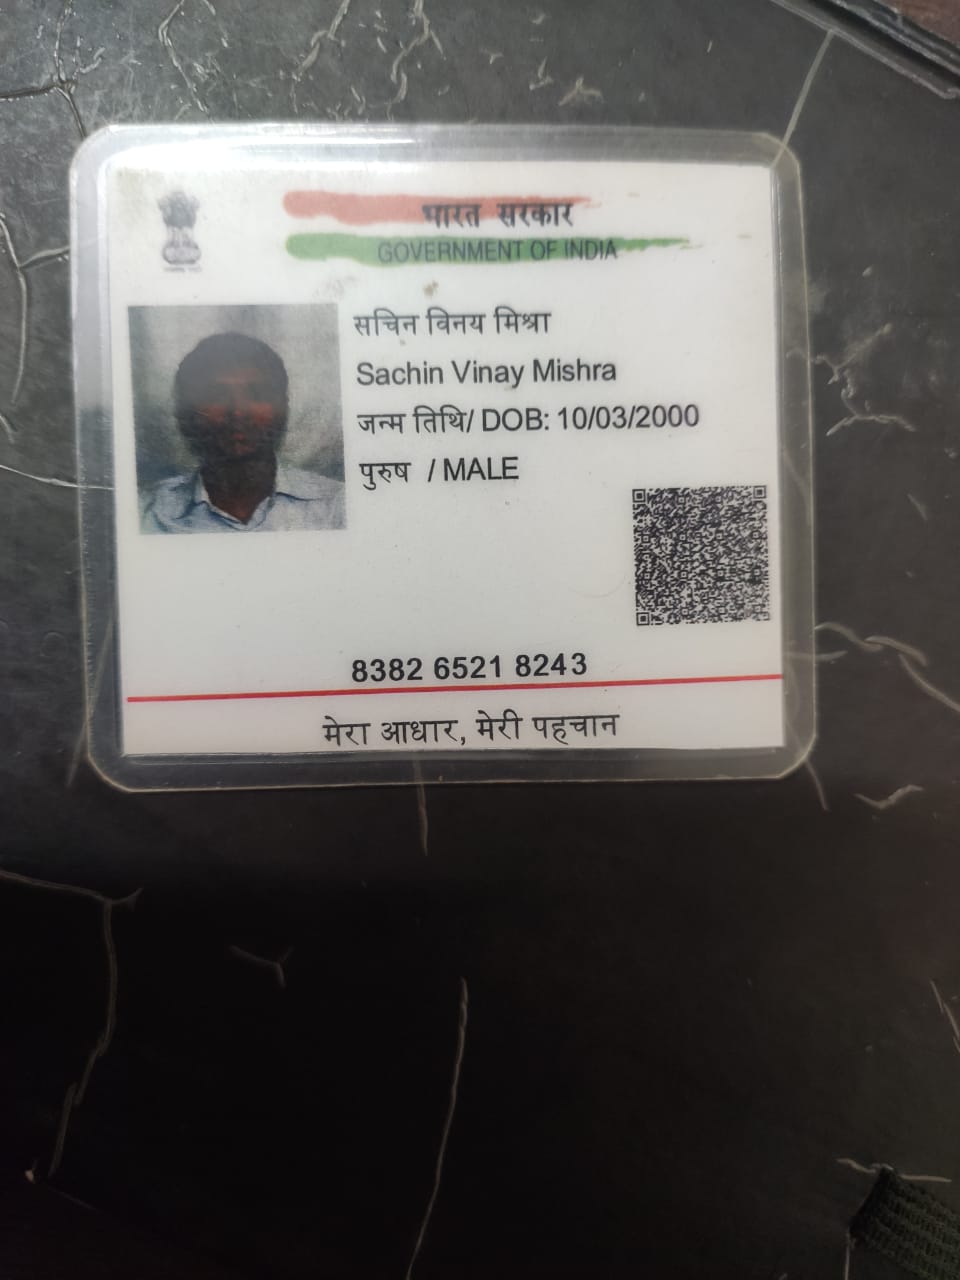 भारत सरकार
GOVERNMENT OF INDIA
सचिन विनय मिश्रा
Sachin Vinay Mishra
जन्म तिथि/ DOB: 10/03/2000
पुरुष / MALE
8382 6521 8243
मेरा आधार, मेरी पहचान